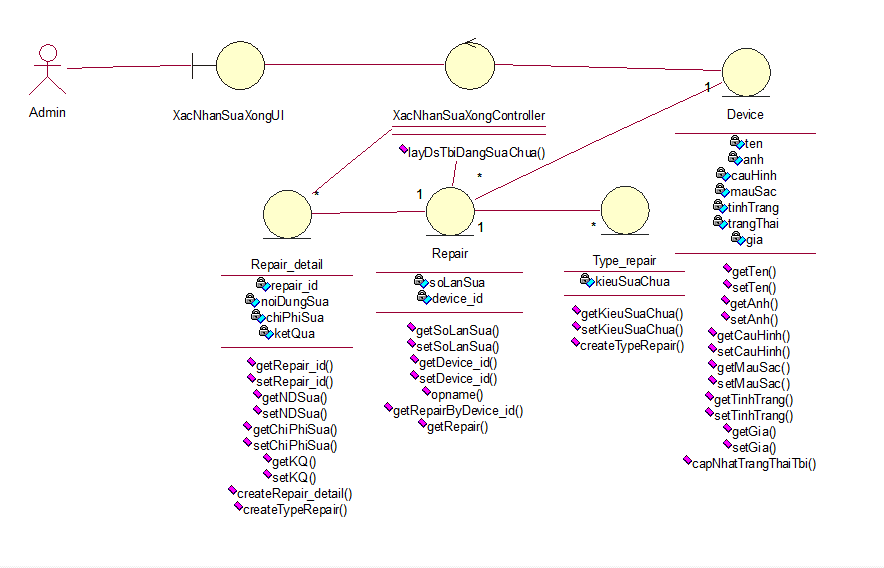 Admin
XacNhanSuaXongUI
XacNhanSuaXongController
layDsTbiDangSuaChua()
1
Device
ten
anh
cauHinh
mauSac
tinhTrang
trangThai
gia
getTen()
setTen()
getAnh()
setAnh()
getCauHinh()
setCauHinh()
getMauSac()
setMauSac()
getTinhTrang()
setTinhTrang()
getGia()
setGia()
capNhatTrangThaiTbi()
*
*
1
1
*
Repair_detail
repair_id
noiDungSua
chiPhiSua
ketQua
getRepair_id()
setRepair_id()
getNDSua()
setNDSua()
getChiPhiSua()
setChiPhiSua()
getKQ()
setKQ()
createRepair_detail()
createTypeRepair()
Repair
soLanSua
device_id
getSoLanSua()
setSoLanSua()
getDevice_id()
setDevice_id()
opname()
getRepairByDevice_id()
getRepair()
Type_repair
kieuSuaChua
getKieuSuaChua()
setKieuSuaChua()
createTypeRepair()